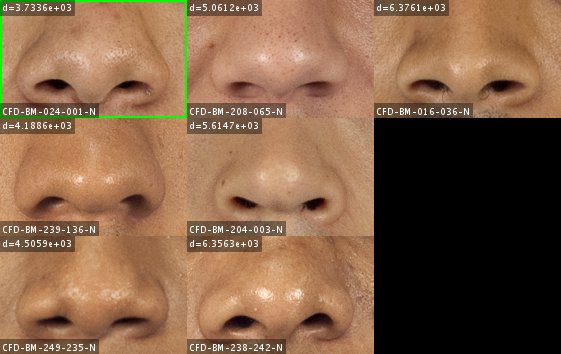 d=3.7336e+03
CFD-BM-024-001-N
d=5.0612e+03
CFD-BM-208-065-N
d=6.3761e+03
CFD-BM-016-036-N
d=4.1886e+03
CFD-BM-239-136-N
d=5.6147e+03
CFD-BM-204-003-N
d=4.5059e+03
CFD-BM-249-235-N
d=6.3563e+03
CFD-BM-238-242-N